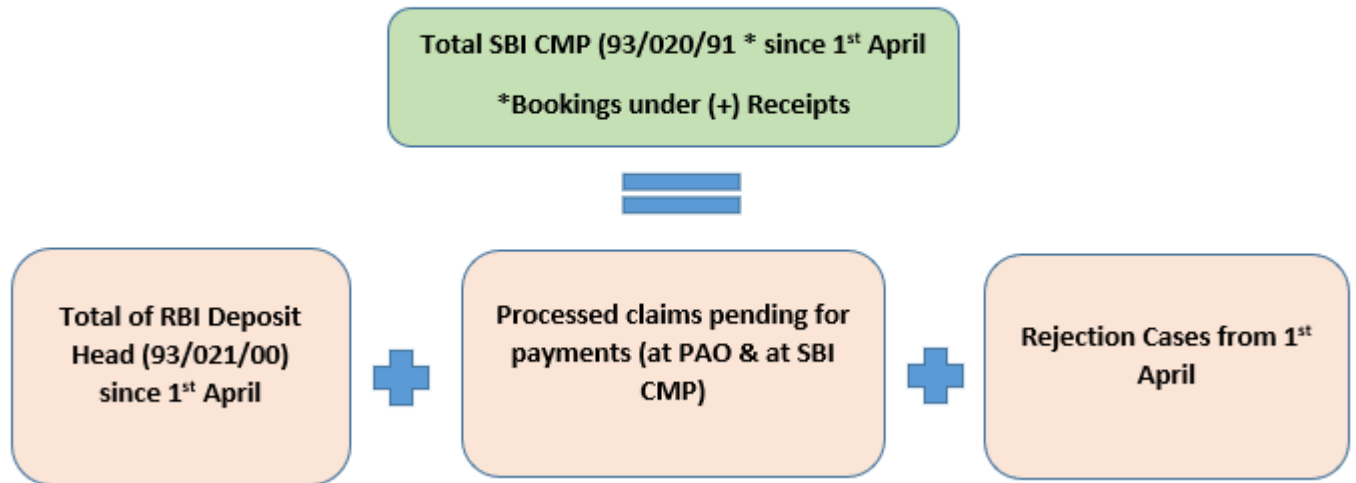 Total SBI CMP (93/020/91 * since 1st April
*Bookings under (+) Receipts
Total of RBI Deposit
Head (93/021/00)
since 1st April
Processed claims pending for
payments (at PAO & at SBI
CMP)
Rejection Cases from 1st
April